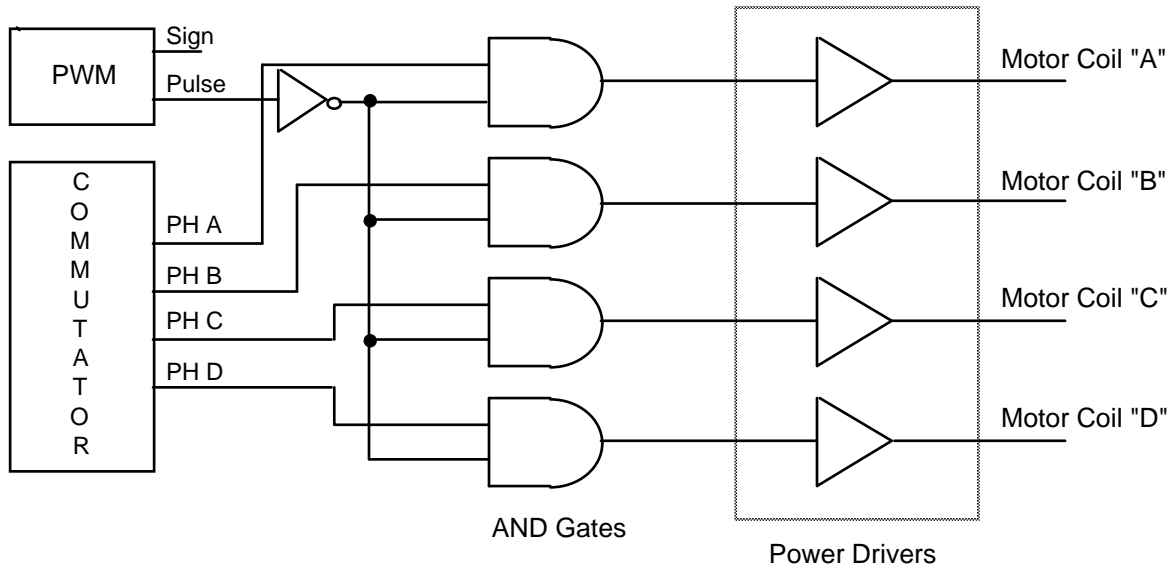 Sign
PWM
Pulse
Motor Coil "A"
C
O
M
M
U
T
A
T
O
R
PH A
PH B
PH C
PH D
Motor Coil "B"
Motor Coil "C"
Motor Coil "D"
AND Gates
Power Drivers